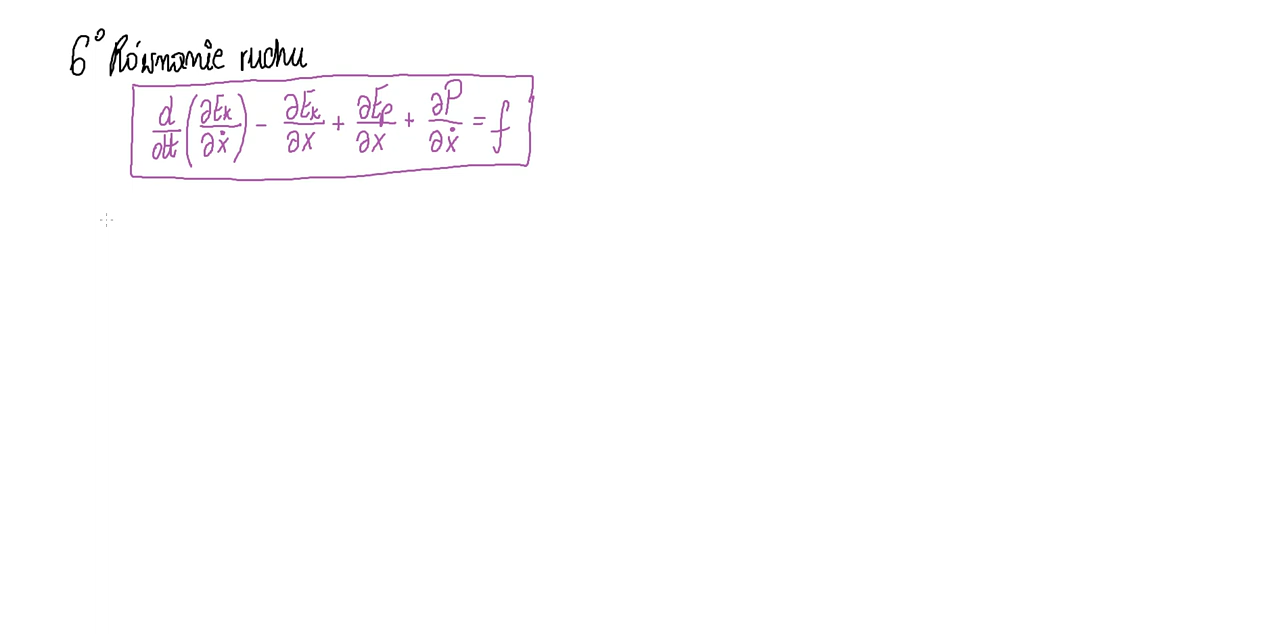 6° Równanie ruchu
d/dt (∂Ek/∂ẋ) - ∂Ek/∂x + ∂Ep/∂x + ∂P/∂ẋ = f